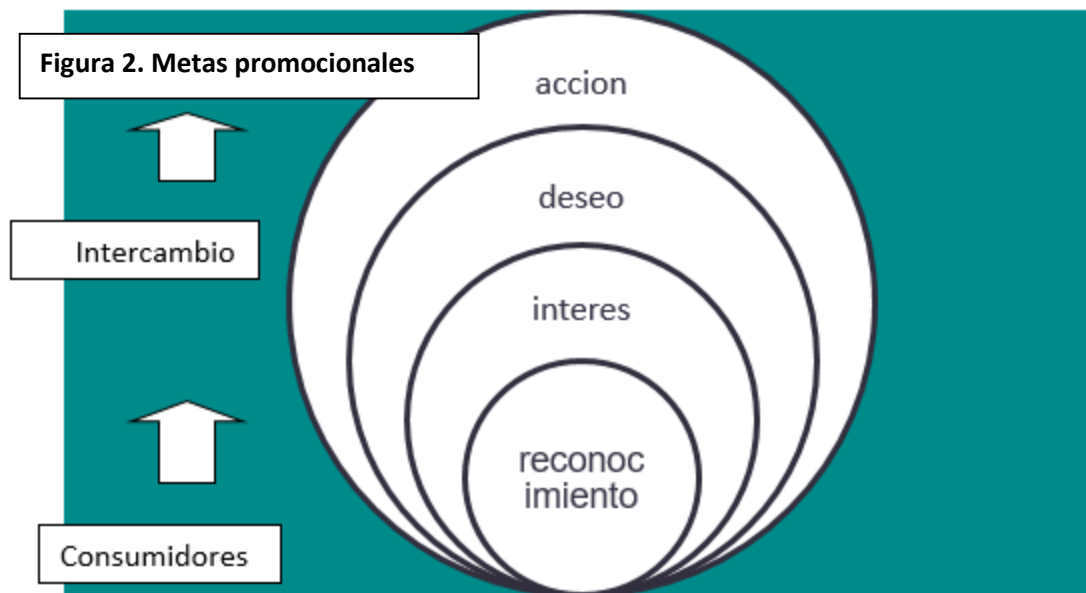 Figura 2. Metas promocionales
accion
deseo
Intercambio
interes
reconoc
imiento
Consumidores